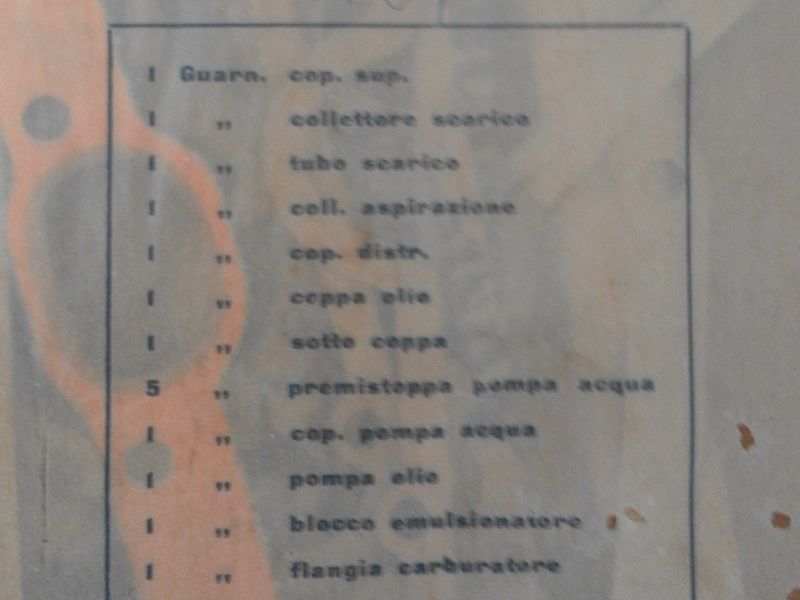 1 Guarn. cop. sup.
1 „ collettore scarico
1 „ tubo scarico
1 „ coll. aspirazione
1 „ cop. distr.
1 „ coppa olio
1 „ sotto coppa
5 „ premistoppa pompa acqua
1 „ cop. pompa acqua
1 „ pompa olio
1 „ blocco emulsionatore
1 „ flangia carburatore